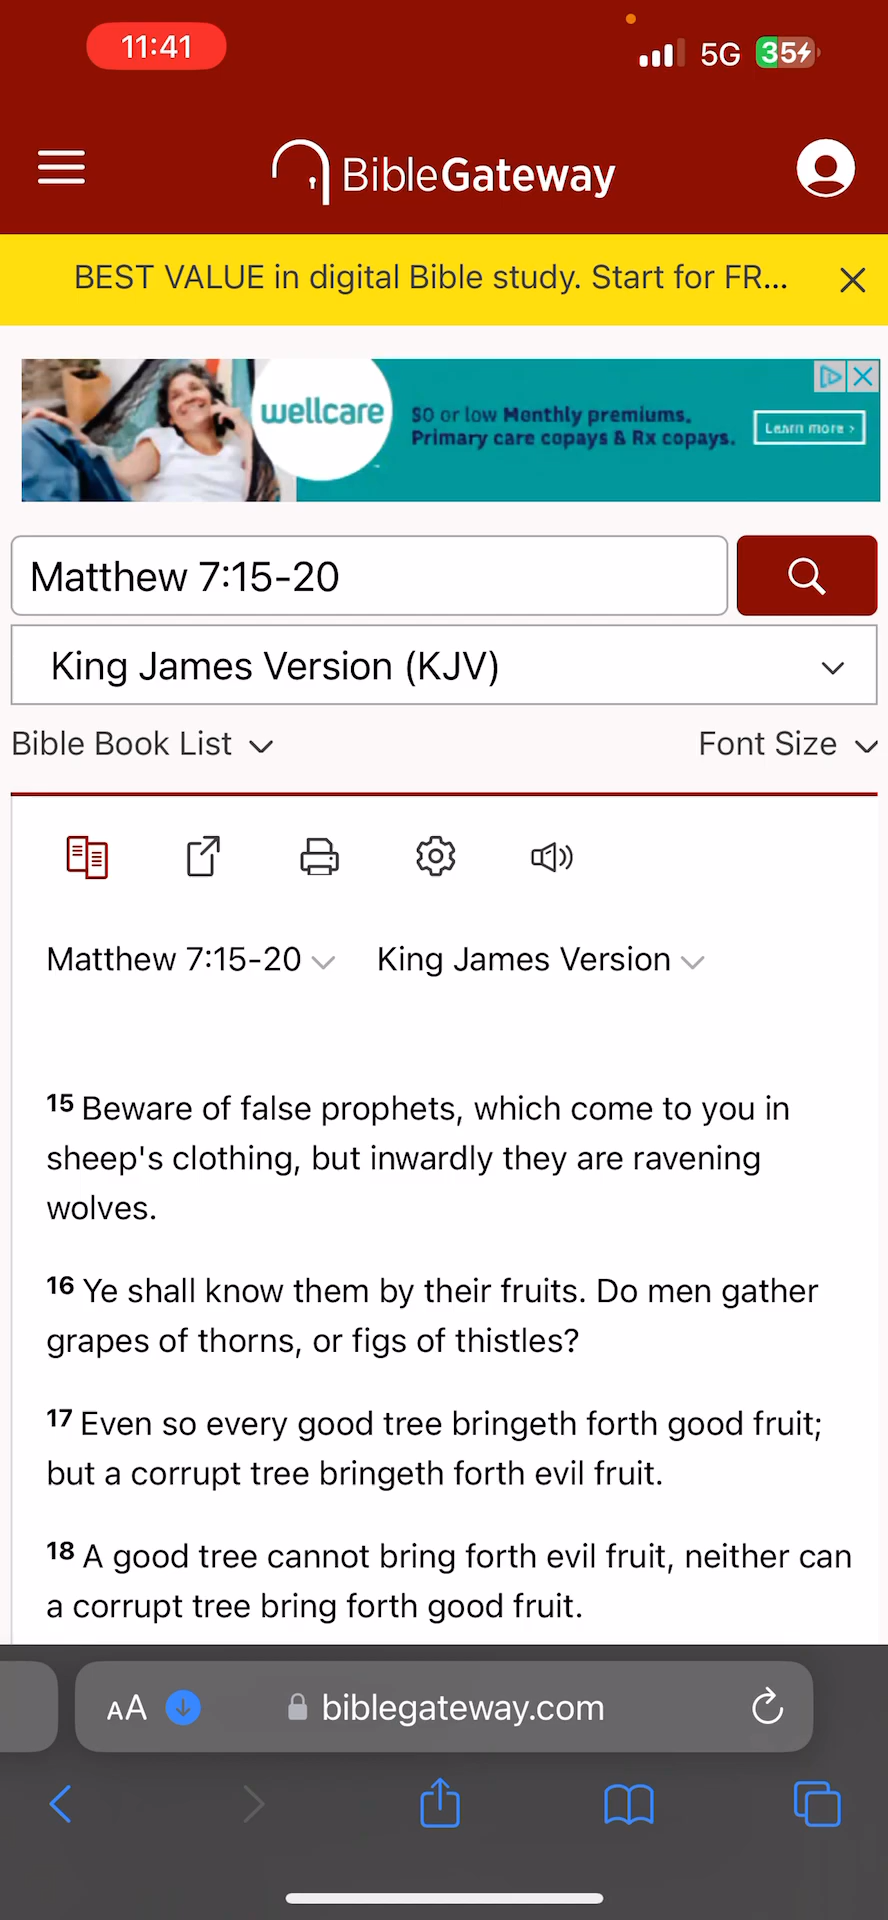 11:41
5G 35
BibleGateway
BEST VALUE in digital Bible study. Start for FR...
wellcare
$0 or low Monthly premiums,
Primary care copays & Rx copays.
Learn more ›
Matthew 7:15-20
King James Version (KJV)
Bible Book List
Font Size
Matthew 7:15-20
King James Version
15 Beware of false prophets, which come to you in
sheep's clothing, but inwardly they are ravening
wolves.
16 Ye shall know them by their fruits. Do men gather
grapes of thorns, or figs of thistles?
17 Even so every good tree bringeth forth good fruit;
but a corrupt tree bringeth forth evil fruit.
18 A good tree cannot bring forth evil fruit, neither can
a corrupt tree bring forth good fruit.
AA
biblegateway.com